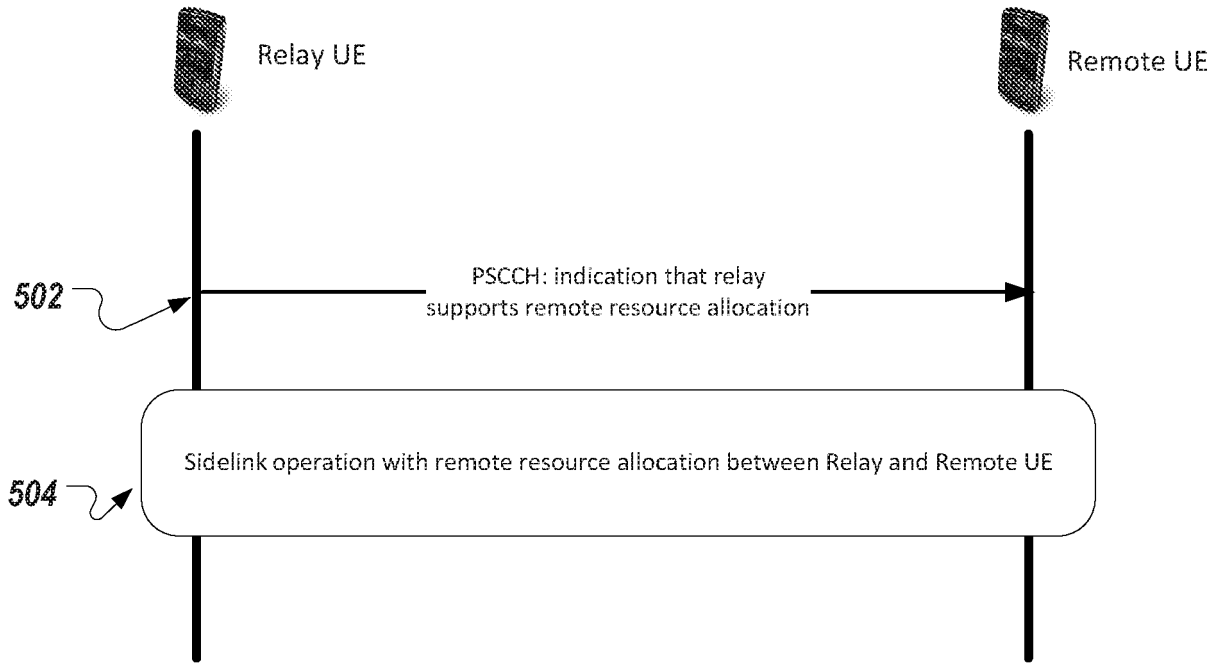 Relay UE
Remote UE
502
PSCCH: indication that relay
supports remote resource allocation
Sidelink operation with remote resource allocation between Relay and Remote UE
504